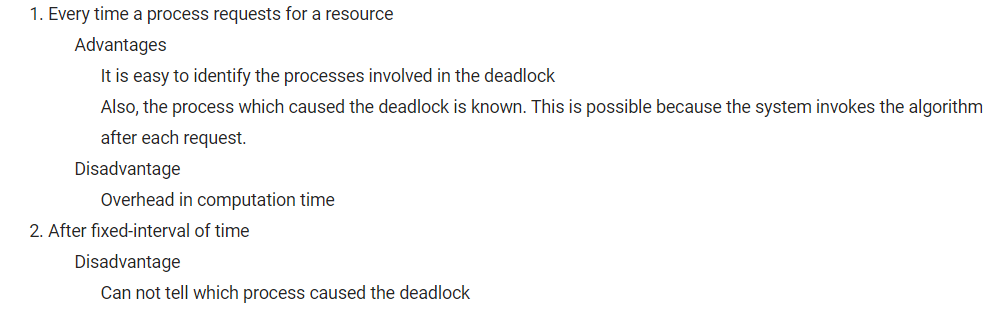 1. Every time a process requests for a resource
Advantages
It is easy to identify the processes involved in the deadlock
Also, the process which caused the deadlock is known. This is possible because the system invokes the algorithm
after each request.
Disadvantage
Overhead in computation time
2. After fixed-interval of time
Disadvantage
Can not tell which process caused the deadlock